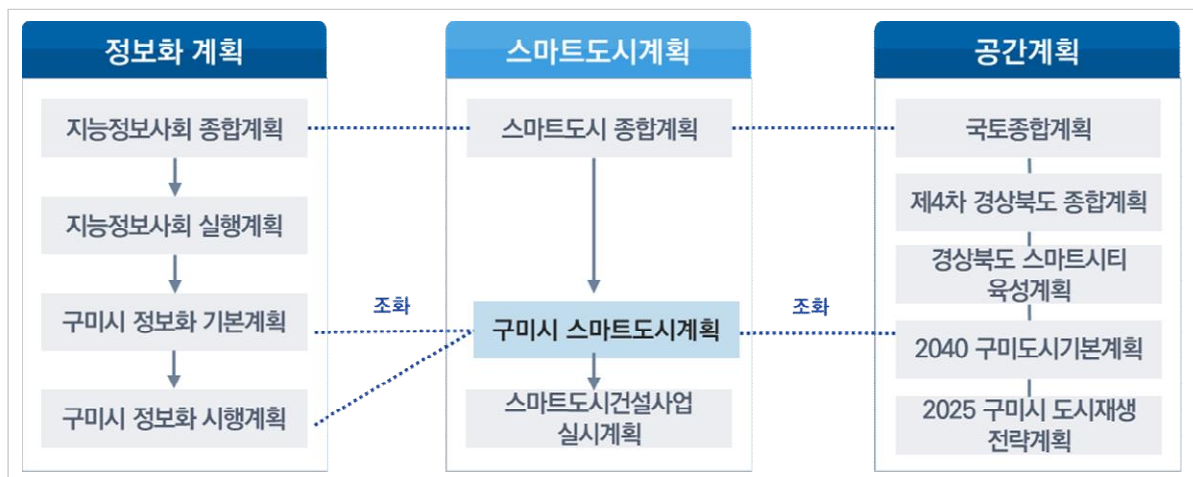 정보화 계획
지능정보사회 종합계획
지능정보사회 실행계획
구미시 정보화 기본계획
구미시 정보화 시행계획
조화
스마트도시계획
스마트도시 종합계획
구미시 스마트도시계획
스마트도시건설사업
실시계획
조화
공간계획
국토종합계획
제4차 경상북도 종합계획
경상북도 스마트시티
육성계획
2040 구미도시기본계획
2025 구미시 도시재생
전략계획